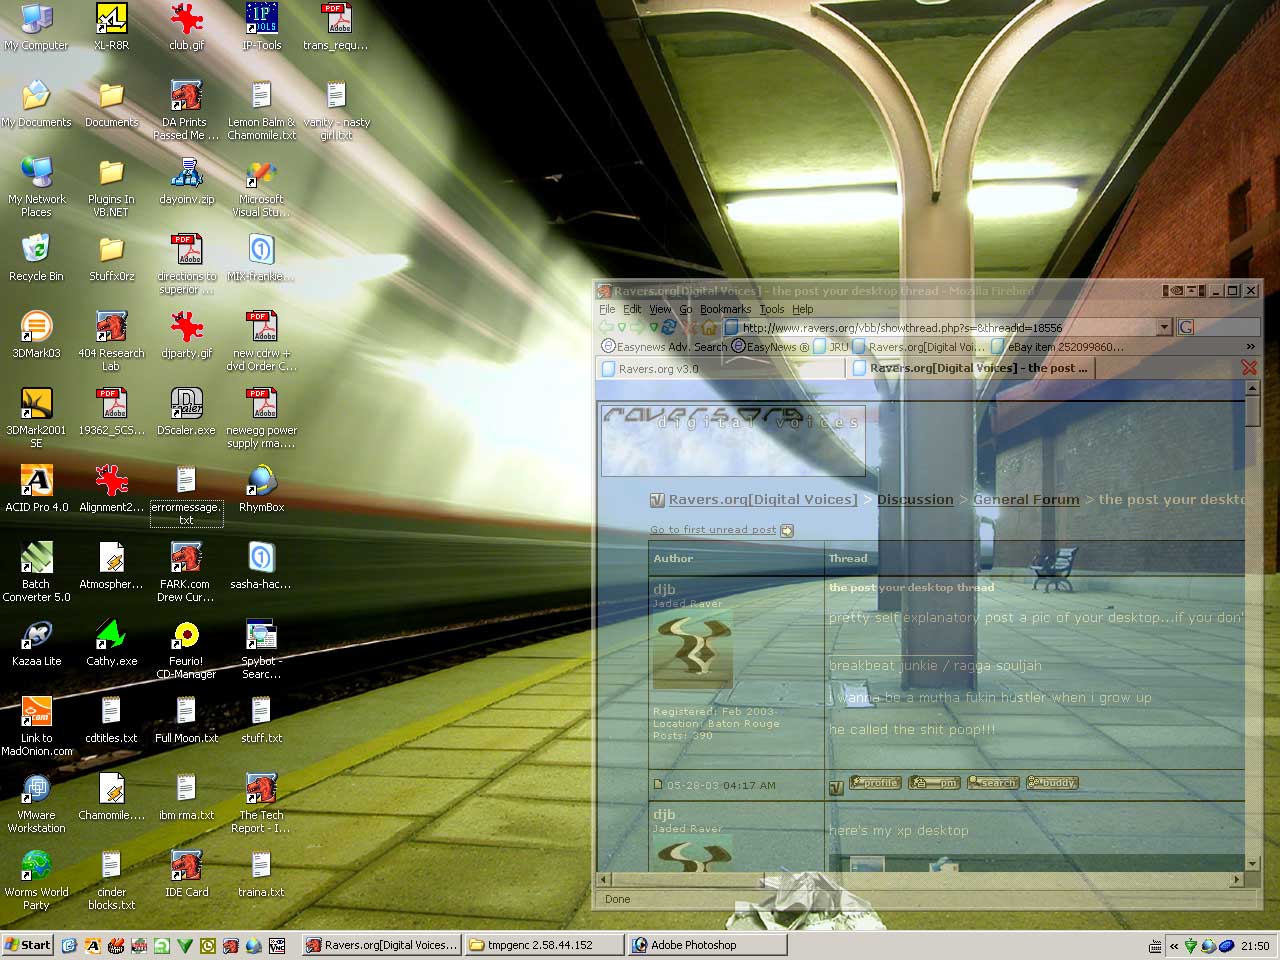 My Computer
XL-R8R
club.gif
IP-Tools
trans_requ...
My Documents
Documents
DA Prints
Passed Me ...
Lemon Balm &
Chamomile.txt
vanity - nasty
girl.txt
My Network
Places
Plugins In
VB.NET
dayoinv.zip
Microsoft
Visual Stu...
Recycle Bin
Stuffx0rz
directions to
superior ...
MIX-frankie...
3DMark03
404 Research
Lab
djparty.gif
new cdrw +
dvd Order C...
3DMark2001
SE
19362_SCS...
DScaler.exe
newegg power
supply rma....
ACID Pro 4.0
Alignment2...
errormessage.
txt
RhymBox
Batch
Converter 5.0
Atmospher...
FARK.com
Drew Cur...
sasha-hac...
Kazaa Lite
Cathy.exe
Feurio!
CD-Manager
Spybot -
Searc...
Link to
MadOnion.com
cdtitles.txt
Full Moon.txt
stuff.txt
VMware
Workstation
Chamomile....
ibm rma.txt
The Tech
Report - I...
Worms World
Party
cinder
blocks.txt
IDE Card
traina.txt
Ravers.org[Digital Voices] - the post your desktop thread - Mozilla Firebird
File Edit View Go Bookmarks Tools Help
http://www.ravers.org/vbb/showthread.php?s=&threadid=18556
Easynews Adv. Search EasyNews ® JRU Ravers.org[Digital Voi... eBay item 252099860... »
Ravers.org v3.0
Ravers.org[Digital Voices] - the post ...
ravers.org
digital voices
Ravers.org[Digital Voices] > Discussion > General Forum > the post your deskto
Go to first unread post
Author Thread
djb
Jaded Raver
Registered: Feb 2003
Location: Baton Rouge
Posts: 390
the post your desktop thread
pretty self explanatory post a pic of your desktop...if you don'
breakbeat junkie / ragga souljah
i wanna be a mutha fukin hustler when i grow up
he called the shit poop!!!
05-28-03 04:17 AM
profile pm search buddy
djb
Jaded Raver
here's my xp desktop
Done
Start
Ravers.org[Digital Voices...
tmpgenc 2.58.44.152
Adobe Photoshop
« 21:50